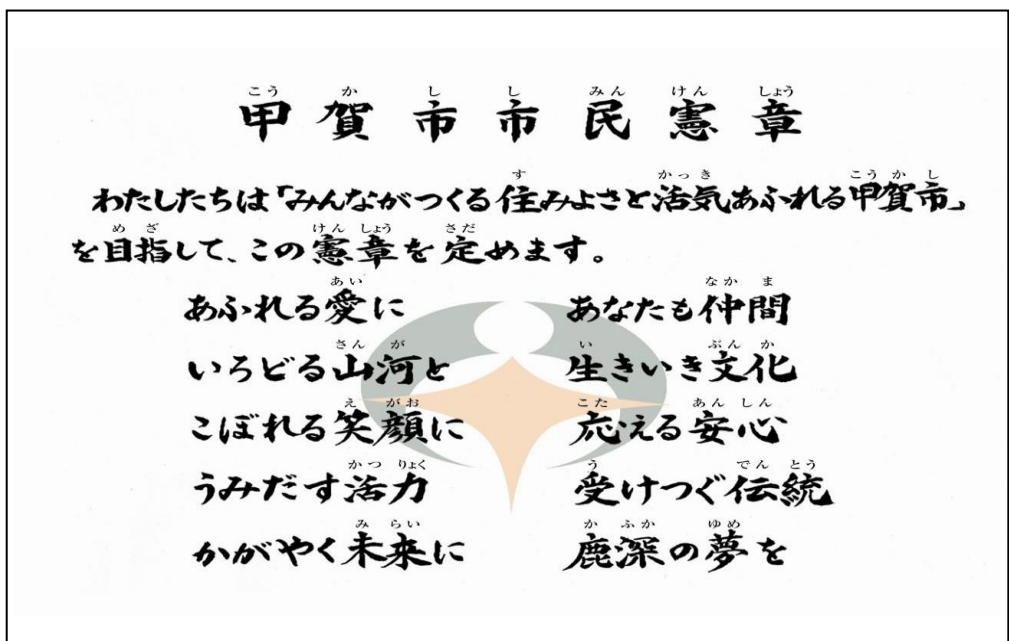 甲賀市市民憲章
わたしたちは「みんながつくる住みよさと活気あふれる甲賀市」
を目指して、この憲章を定めます。
あふれる愛に　あなたも仲間
いろどる山河と　生きいき文化
こぼれる笑顔に　応える安心
うみだす活力　受けつぐ伝統
かがやく未来に　鹿深の夢を